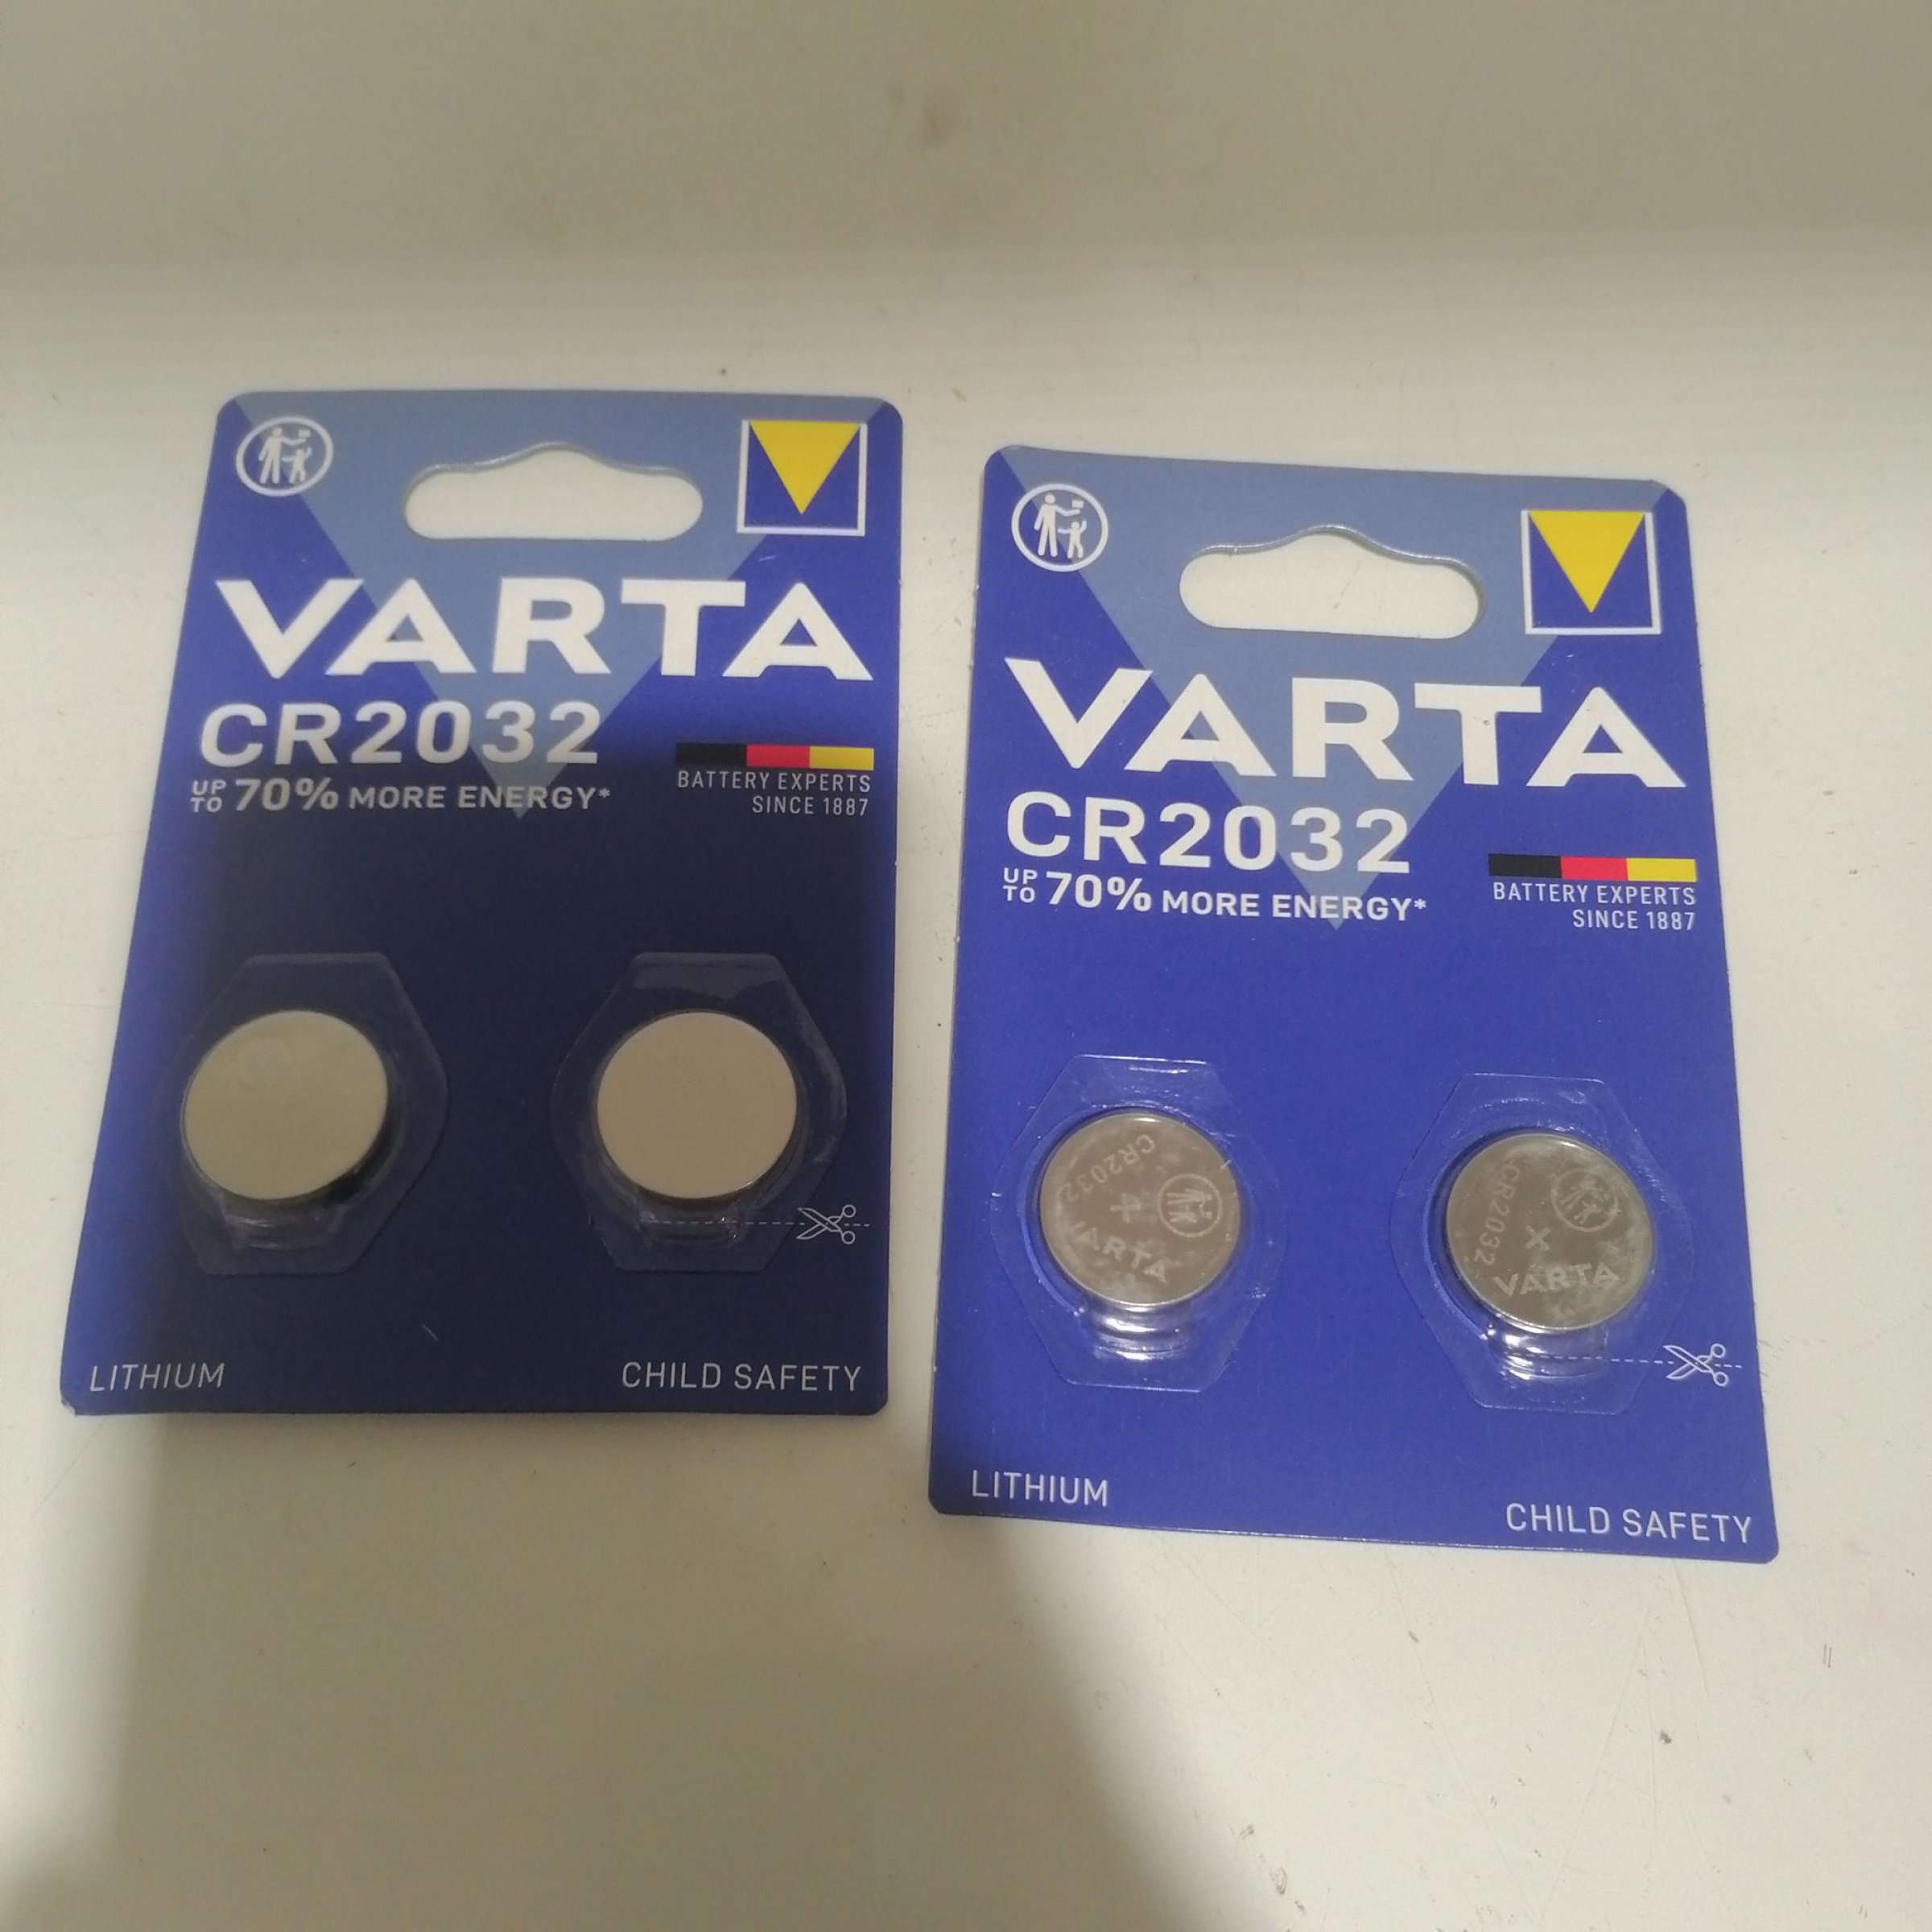 VARTA
CR2032
UP TO 70% MORE ENERGY*
BATTERY EXPERTS
SINCE 1887
LITHIUM
CHILD SAFETY
VARTA
CR2032
UP TO 70% MORE ENERGY*
BATTERY EXPERTS
SINCE 1887
CR2032
+
VARTA
CR2032
+
VARTA
LITHIUM
CHILD SAFETY